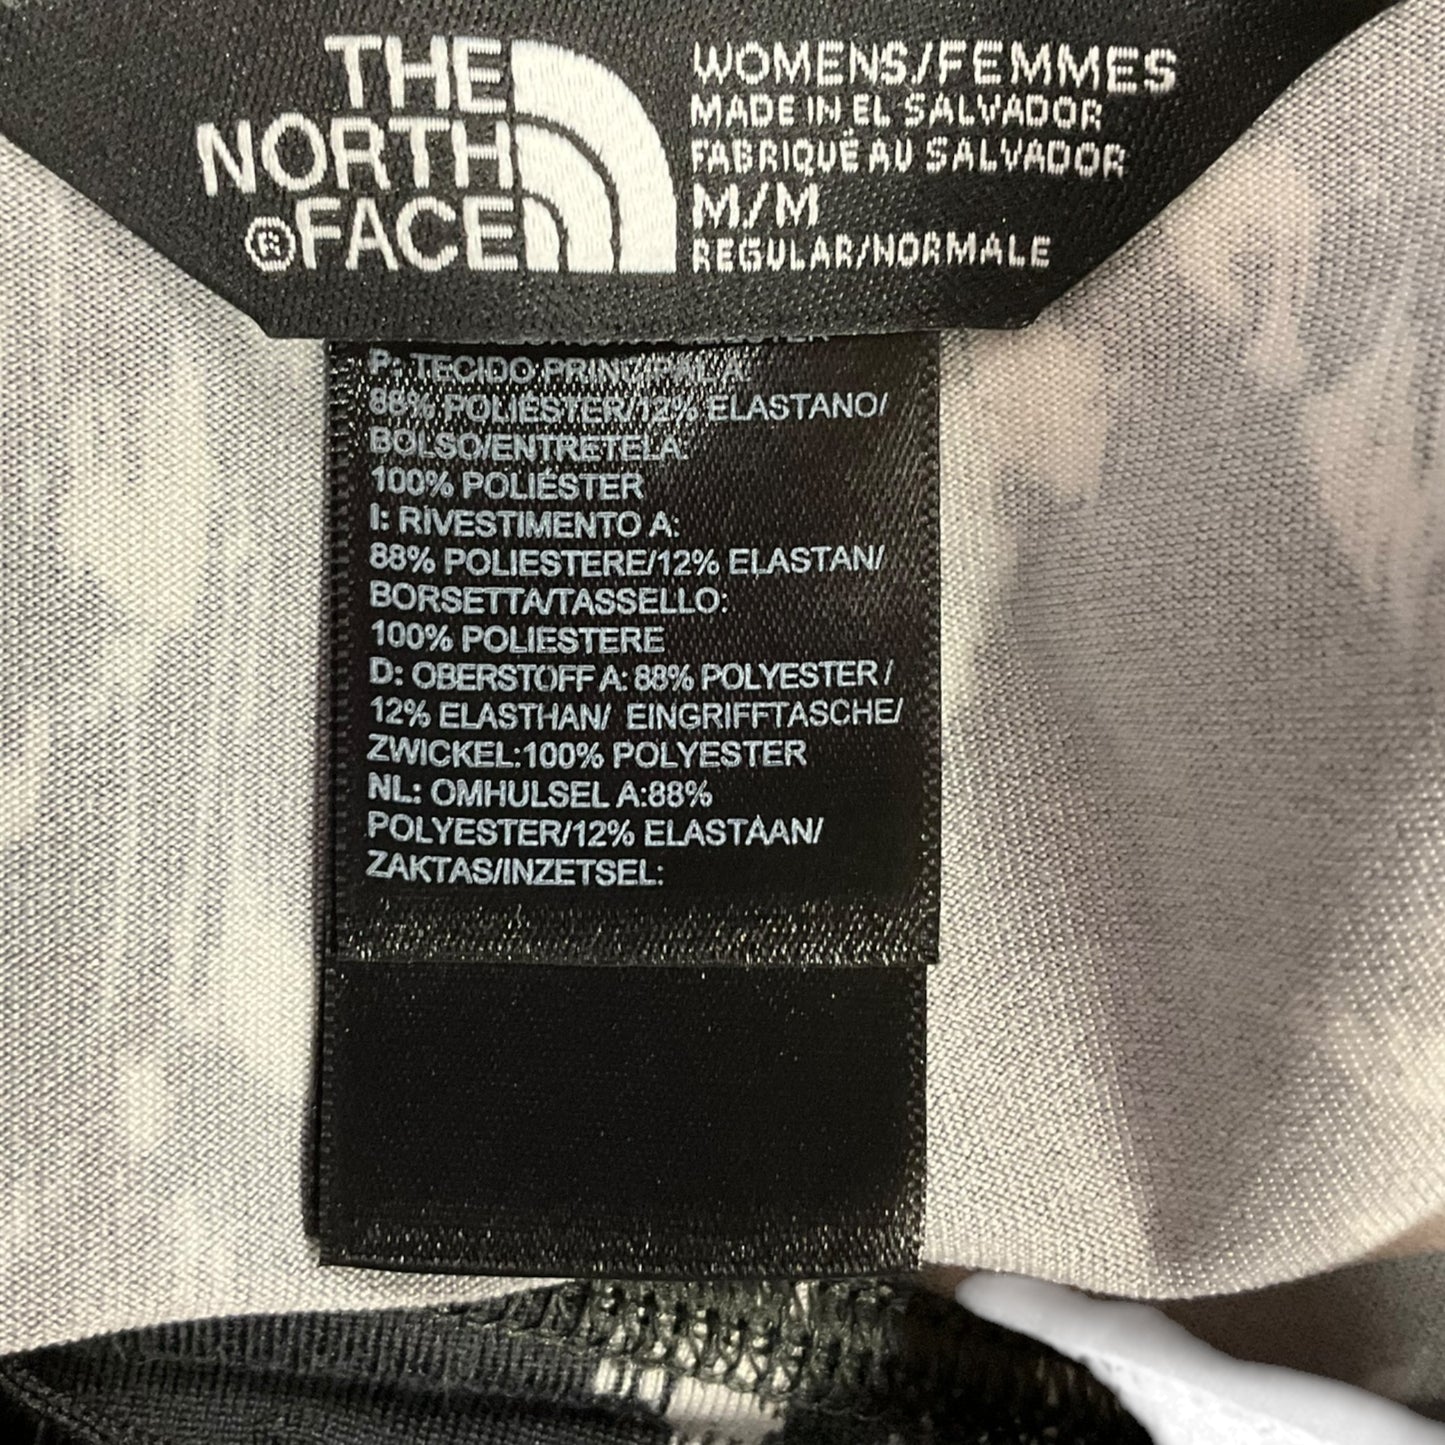 THE
NORTH
®FACE
WOMENS/FEMMES
MADE IN EL SALVADOR
FABRIQUÉ AU SALVADOR
M/M
REGULAR/NORMALE
P: TECIDO PRINCIPAL A:
88% POLIÉSTER/12% ELASTANO/
BOLSO/ENTRETELA:
100% POLIÉSTER
I: RIVESTIMENTO A:
88% POLIESTERE/12% ELASTAN/
BORSETTA/TASSELLO:
100% POLIESTERE
D: OBERSTOFF A: 88% POLYESTER /
12% ELASTHAN/ EINGRIFFTASCHE/
ZWICKEL:100% POLYESTER
NL: OMHULSEL A:88%
POLYESTER/12% ELASTAAN/
ZAKTAS/INZETSEL: